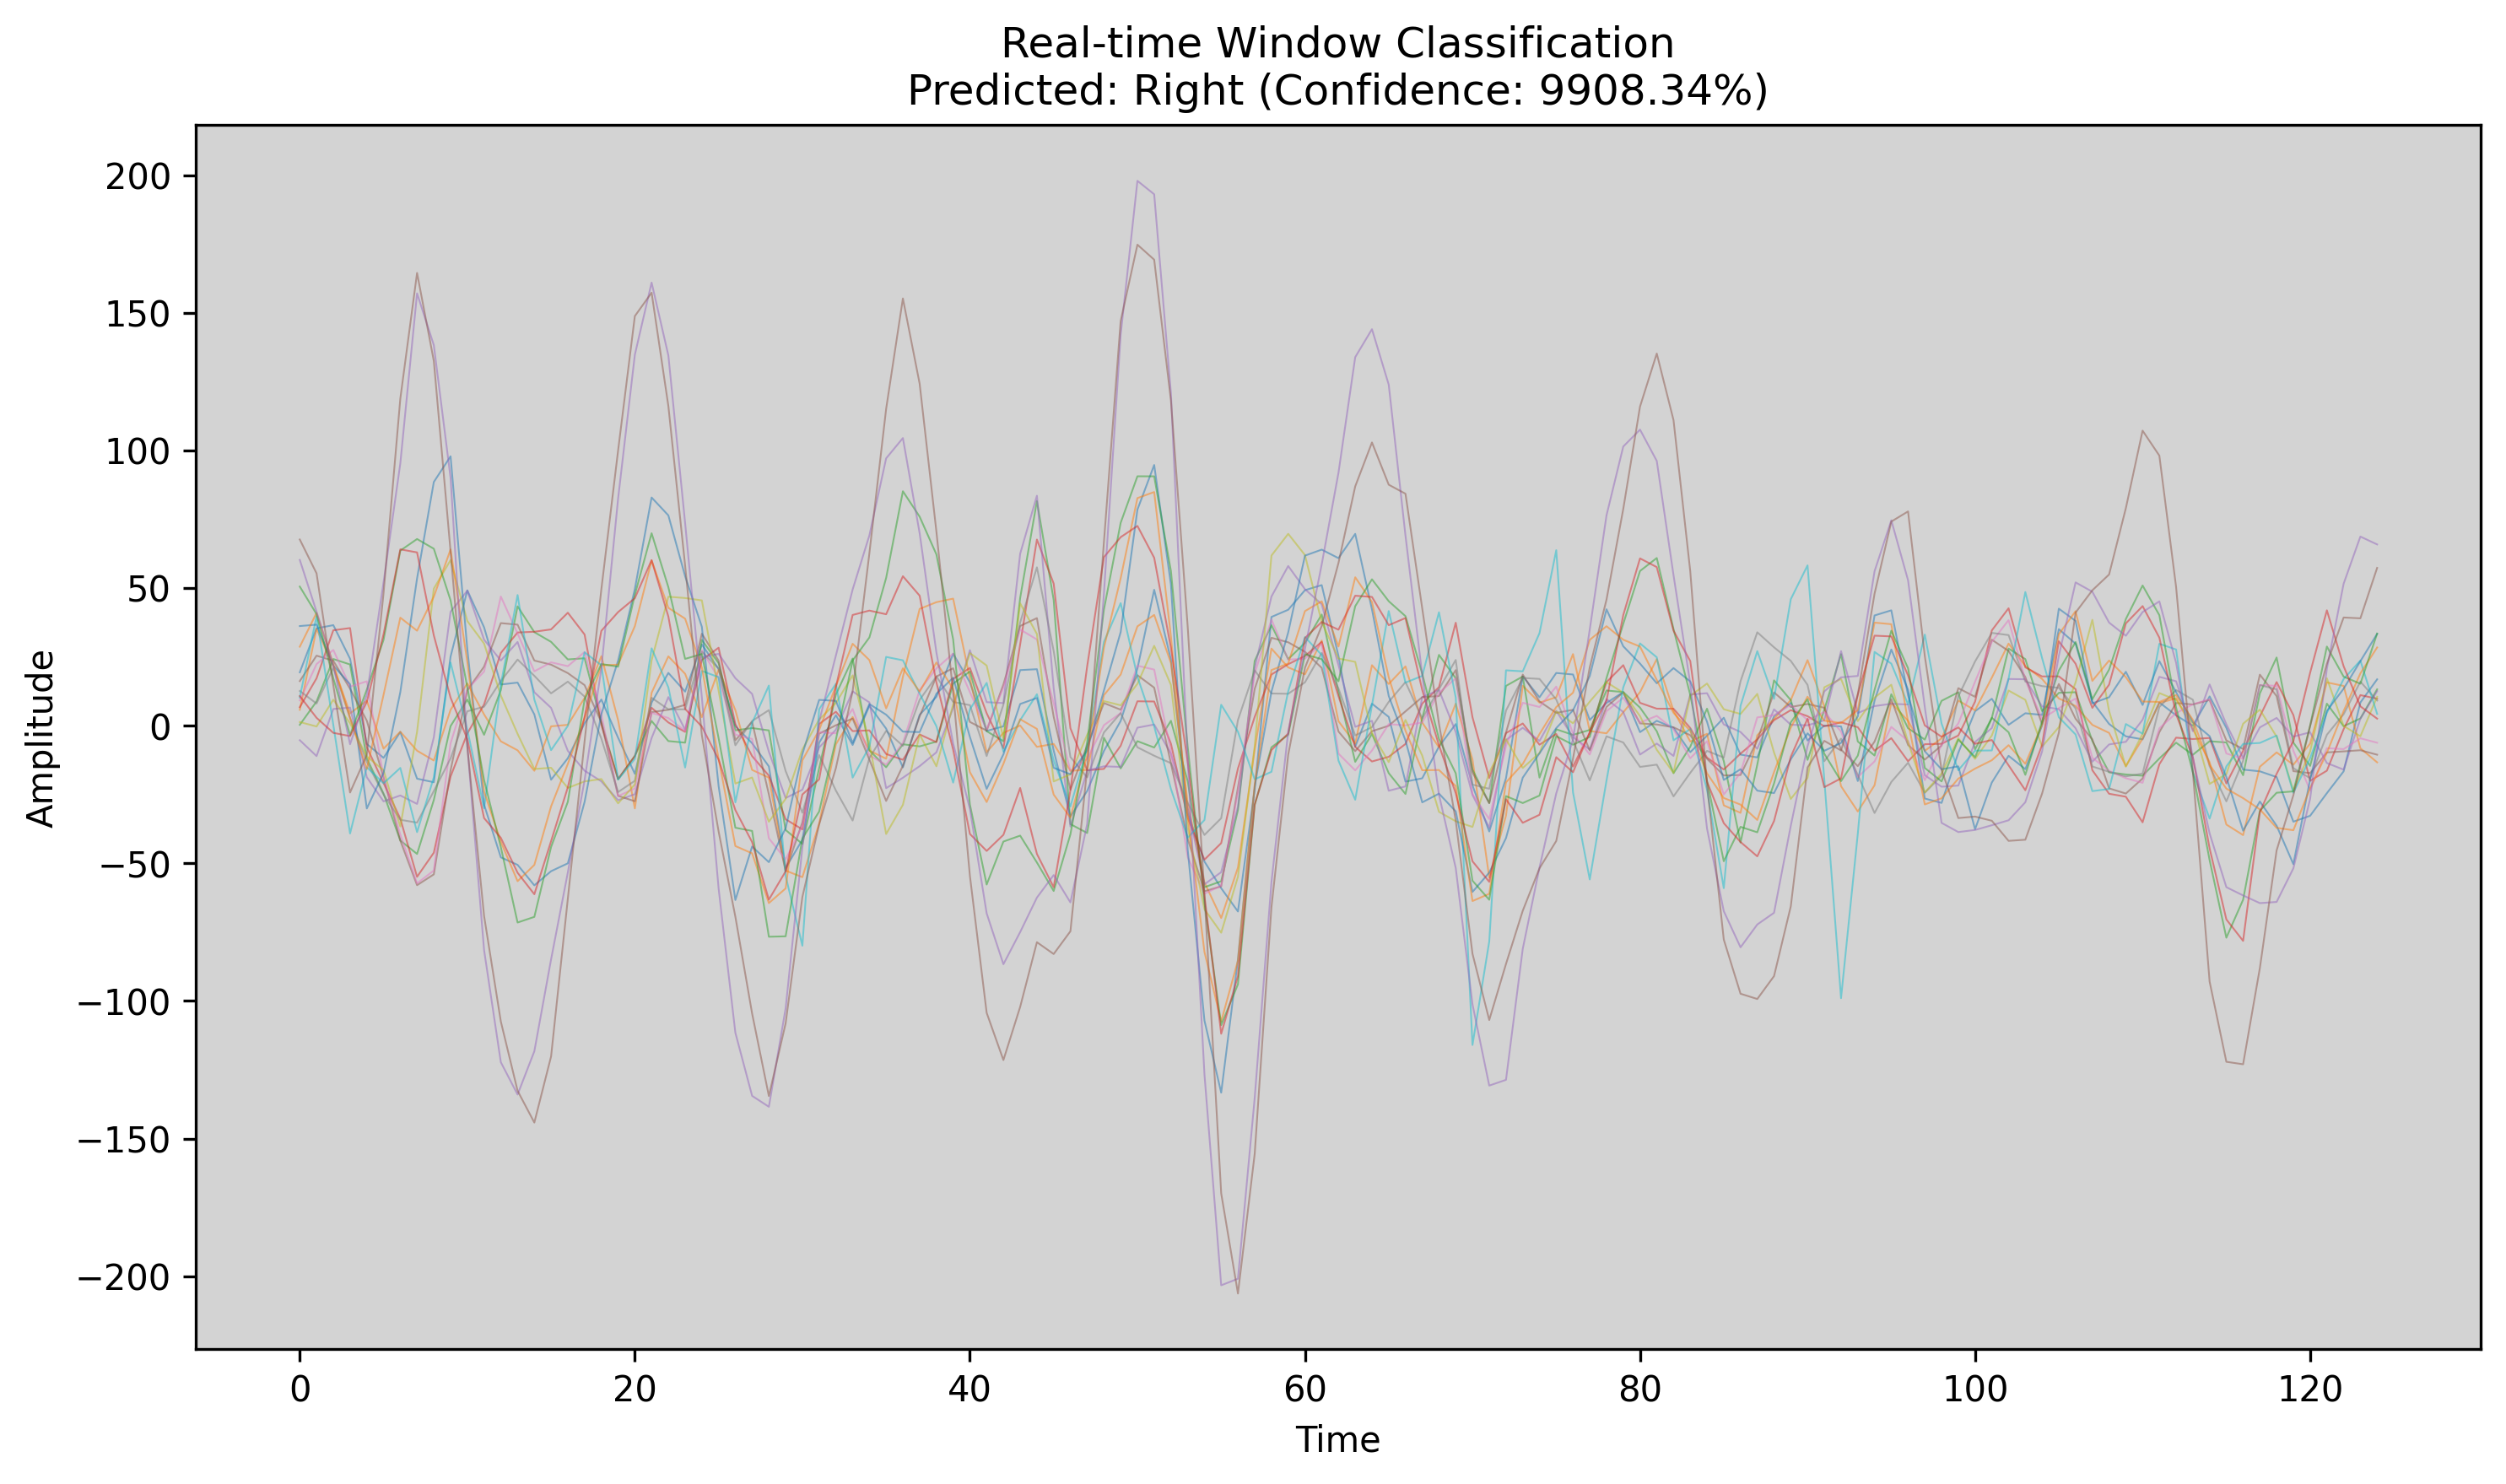 Real-time Window Classification
Predicted: Right (Confidence: 9908.34%)
200
150
100
50
0
−50
−100
−150
−200
Amplitude
0 20 40 60 80 100 120
Time